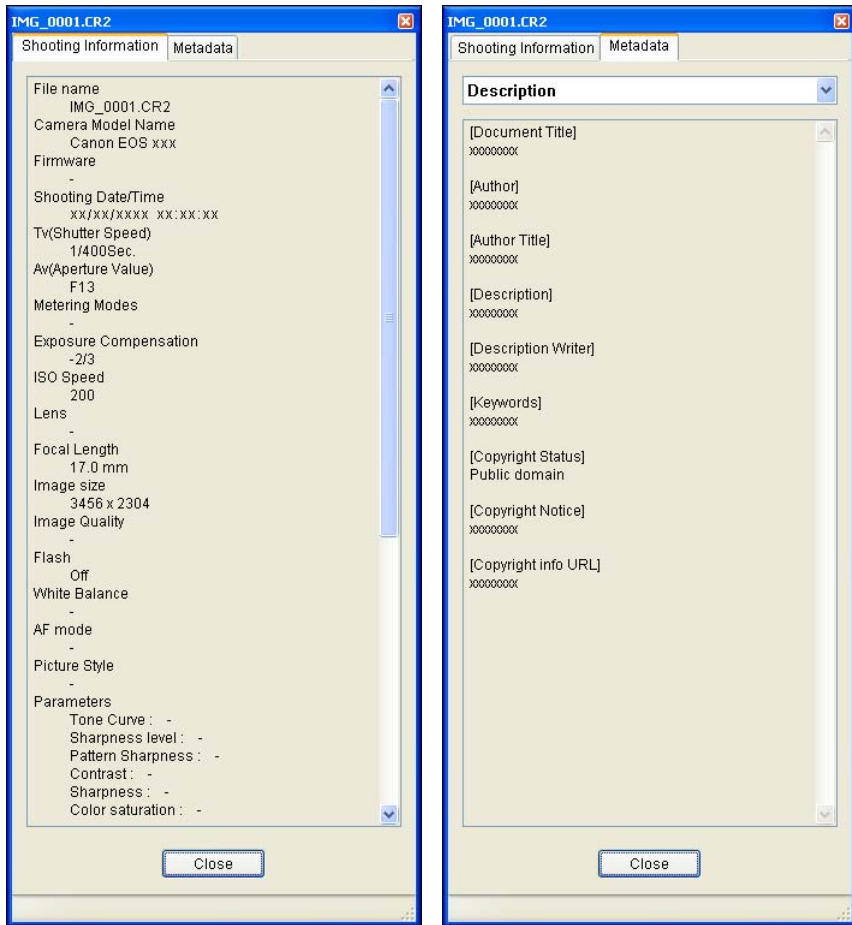 IMG_0001.CR2
Shooting Information Metadata
File name
IMG_0001.CR2
Camera Model Name
Canon EOS xxx
Firmware
-
Shooting Date/Time
xx/xx/xxxx xx:xx:xx
Tv(Shutter Speed)
1/400Sec.
Av(Aperture Value)
F13
Metering Modes
-
Exposure Compensation
-2/3
ISO Speed
200
Lens
-
Focal Length
17.0 mm
Image size
3456 x 2304
Image Quality
-
Flash
Off
White Balance
-
AF mode
-
Picture Style
-
Parameters
Tone Curve : -
Sharpness level : -
Pattern Sharpness : -
Contrast : -
Sharpness : -
Color saturation : -
Close
IMG_0001.CR2
Shooting Information Metadata
Description
[Document Title]
xxxxxxxx
[Author]
xxxxxxxx
[Author Title]
xxxxxxxx
[Description]
xxxxxxxx
[Description Writer]
xxxxxxxx
[Keywords]
xxxxxxxx
[Copyright Status]
Public domain
[Copyright Notice]
xxxxxxxx
[Copyright info URL]
xxxxxxxx
Close